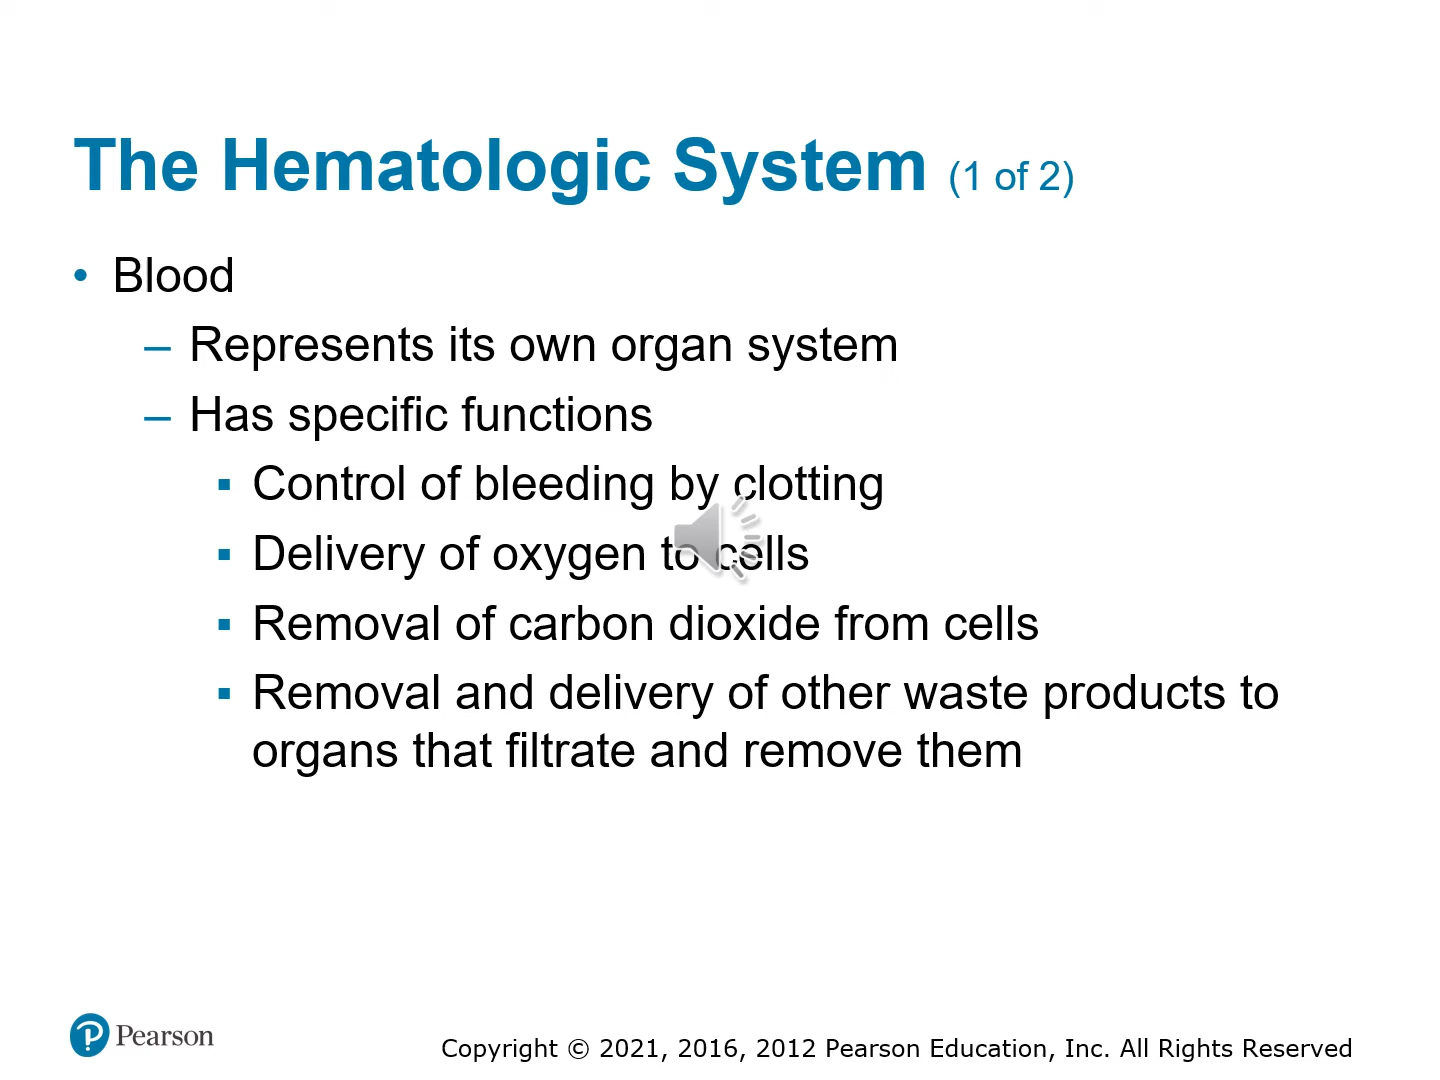 The Hematologic System (1 of 2)
• Blood
– Represents its own organ system
– Has specific functions
▪ Control of bleeding by clotting
▪ Delivery of oxygen to cells
▪ Removal of carbon dioxide from cells
▪ Removal and delivery of other waste products to
organs that filtrate and remove them
Pearson
Copyright © 2021, 2016, 2012 Pearson Education, Inc. All Rights Reserved